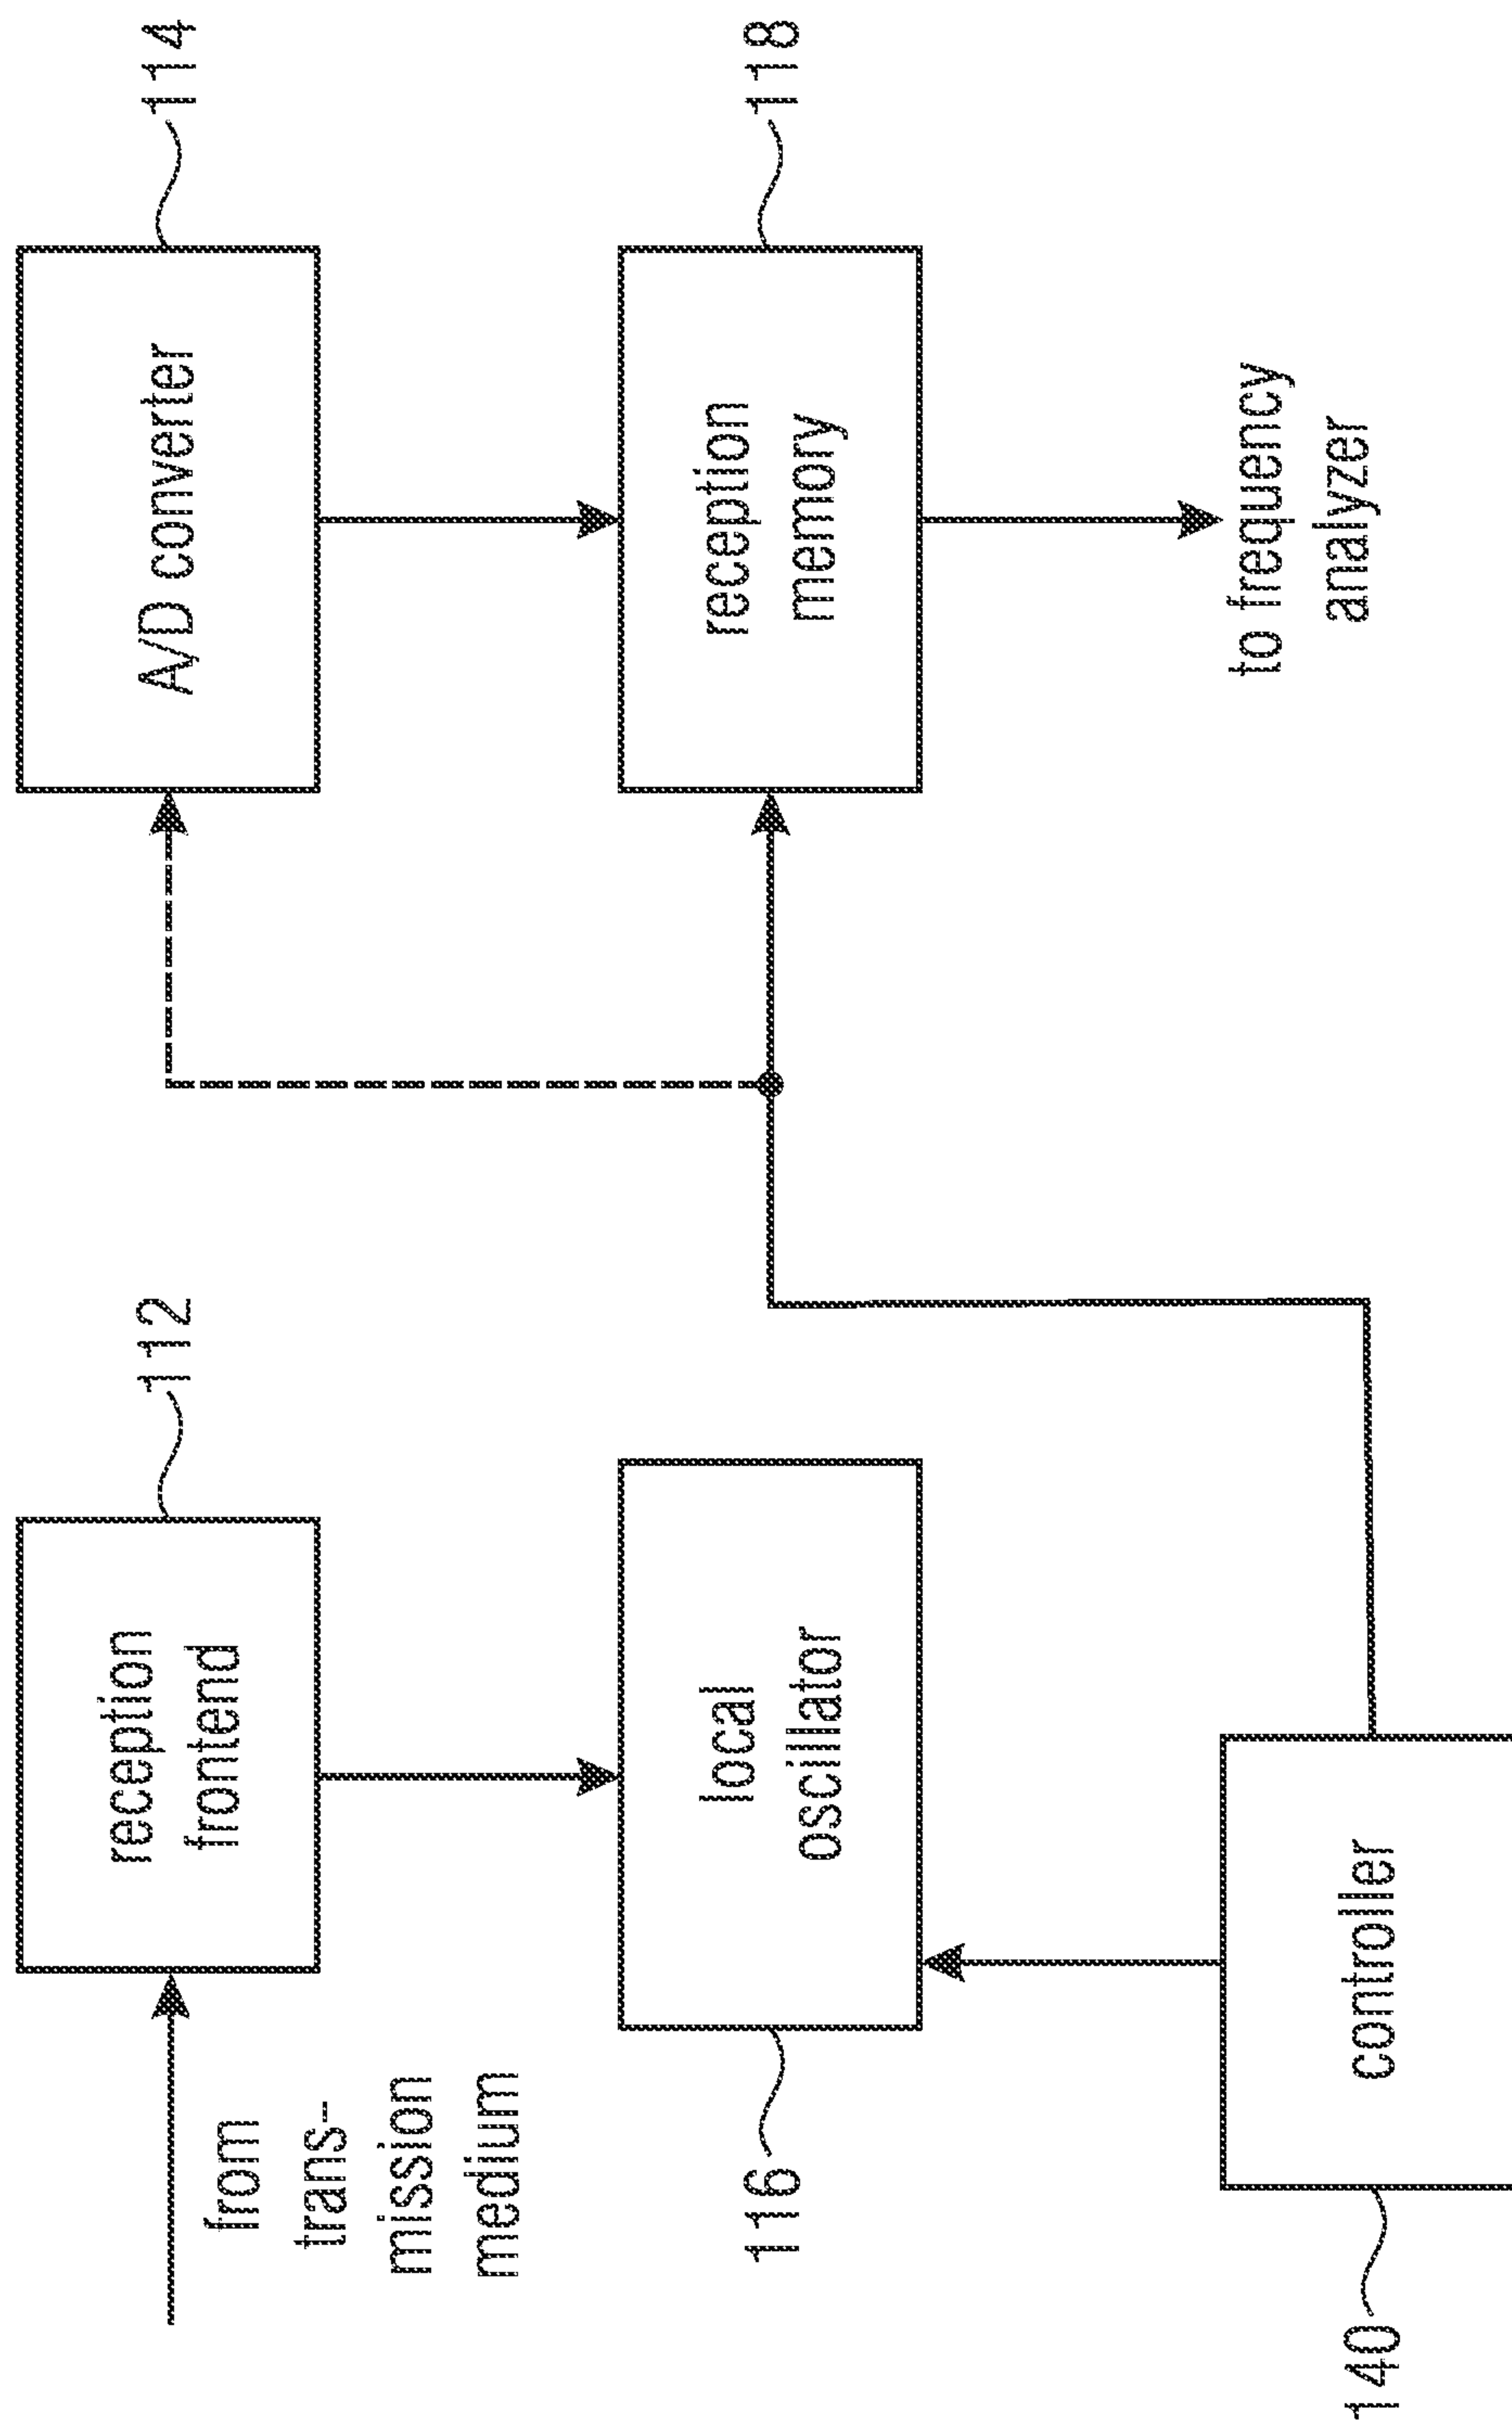 112
114
reception
frontend
A/D converter
from
trans-
mission
medium
116
local
oscillator
reception
memory
118
140
controller
to frequency
analyzer